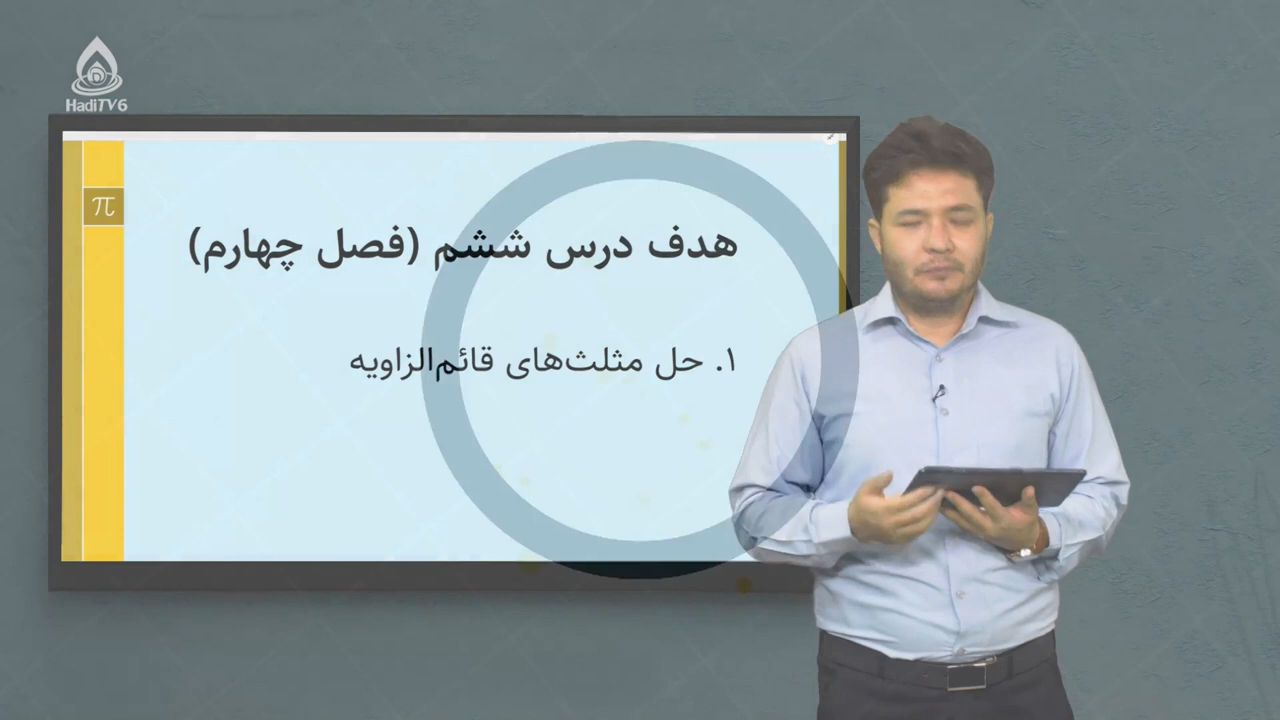 HadiTV6
π
هدف درس ششم (فصل چهارم)
۱. حل مثلث‌های قائم‌الزاویه